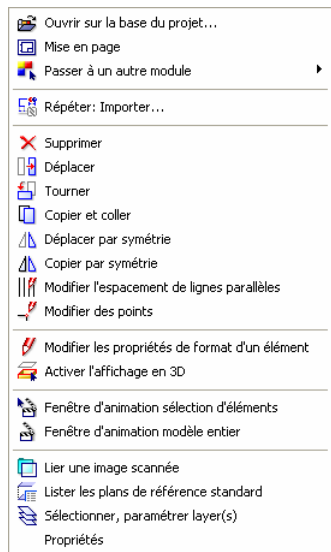 Ouvrir sur la base du projet...
Mise en page
Passer à un autre module
Répéter: Importer...
Supprimer
Déplacer
Tourner
Copier et coller
Déplacer par symétrie
Copier par symétrie
Modifier l'espacement de lignes parallèles
Modifier des points
Modifier les propriétés de format d'un élément
Activer l'affichage en 3D
Fenêtre d'animation sélection d'éléments
Fenêtre d'animation modèle entier
Lier une image scannée
Lister les plans de référence standard
Sélectionner, paramétrer layer(s)
Propriétés